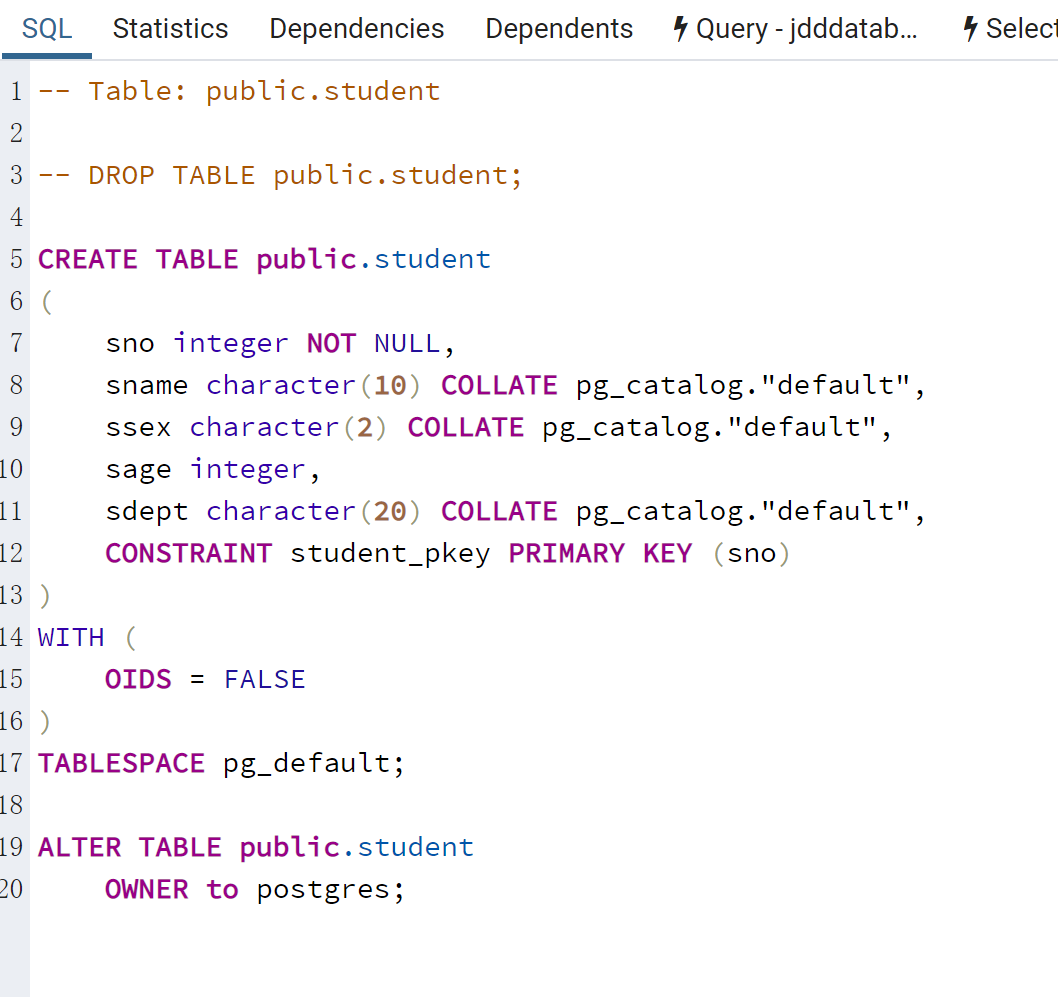 SQL Statistics Dependencies Dependents Query - jdddatab... Select
1 -- Table: public.student
2
3 -- DROP TABLE public.student;
4
5 CREATE TABLE public.student
6 (
7     sno integer NOT NULL,
8     sname character(10) COLLATE pg_catalog."default",
9     ssex character(2) COLLATE pg_catalog."default",
10     sage integer,
11     sdept character(20) COLLATE pg_catalog."default",
12     CONSTRAINT student_pkey PRIMARY KEY (sno)
13 )
14 WITH (
15     OIDS = FALSE
16 )
17 TABLESPACE pg_default;
18
19 ALTER TABLE public.student
20     OWNER to postgres;